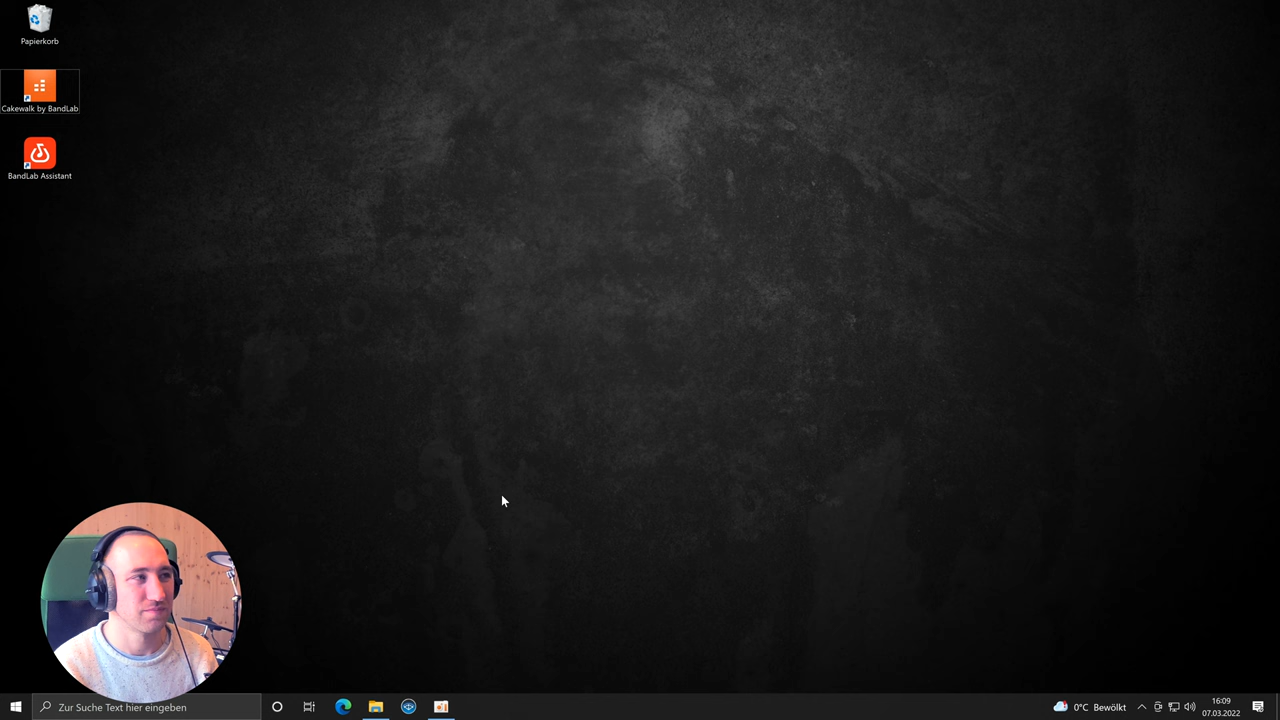 Papierkorb
Cakewalk by BandLab
BandLab Assistant
Zur Suche Text hier eingeben
0°C Bewölkt
16:09
07.03.2022